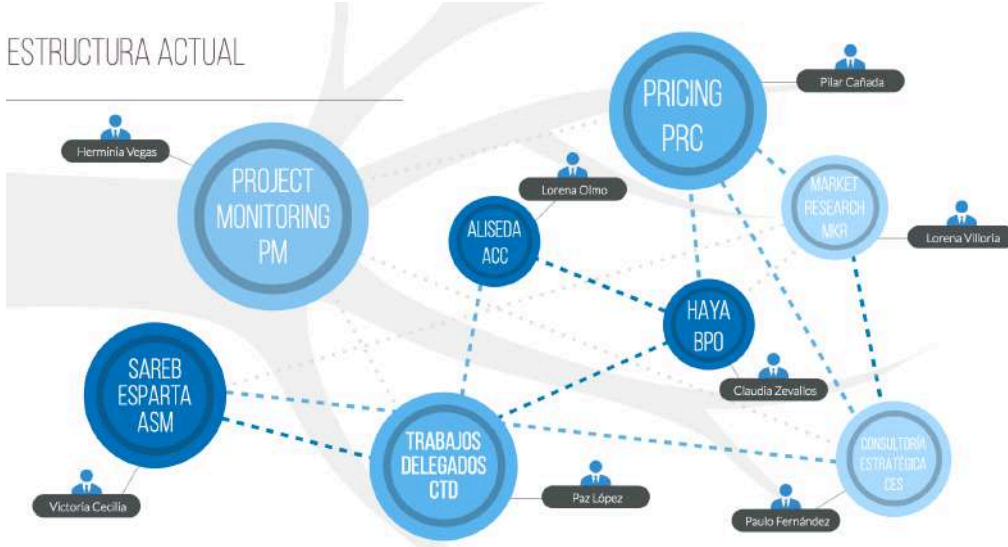 ESTRUCTURA ACTUAL
Herminia Vegas
PROJECT
MONITORING
PM
PRICING
PRC
Pilar Cañada
Lorena Olmo
ALISEDA
ACC
MARKET
RESEARCH
MKR
Lorena Villoria
HAYA
BPO
Claudia Zevallos
SAREB
ESPARTA
ASM
Victoria Cecilia
TRABAJOS
DELEGADOS
CTD
Paz López
CONSULTORÍA
ESTRATÉGICA
CES
Paulo Fernández